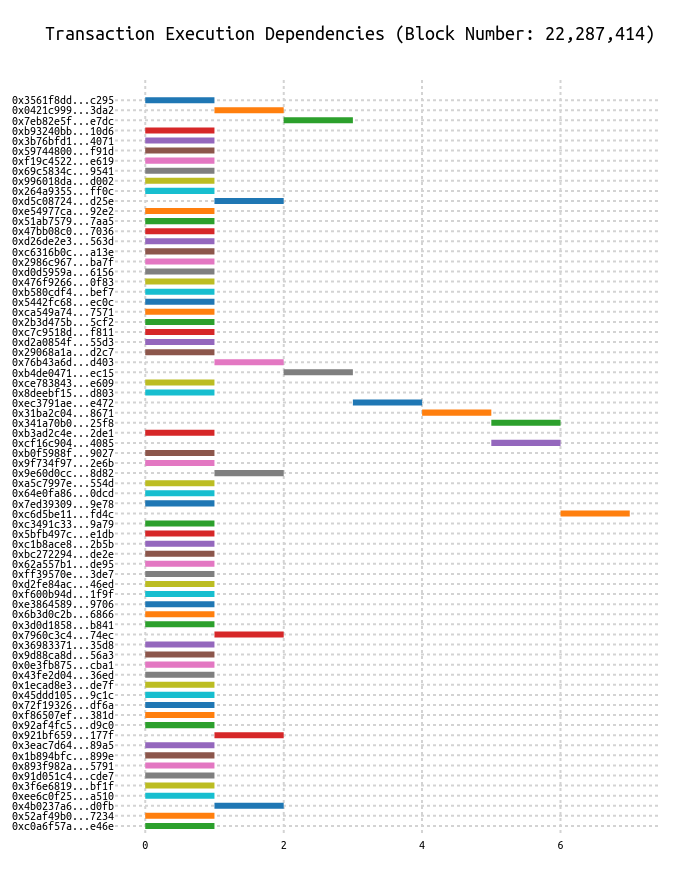 Transaction Execution Dependencies (Block Number: 22,287,414)
0x3561f8dd...c295
0x0421c999...3da2
0x7eb82e5f...e7dc
0xb93240bb...10d6
0x3b76bfd1...4071
0x59744800...f91d
0xf19c4522...e619
0x69c5834c...9541
0x996018da...d002
0x264a9355...ff0c
0xd5c08724...d25e
0xe54977ca...92e2
0x51ab7579...7aa5
0x47bb08c0...7036
0xd26de2e3...563d
0xc6316b0c...a13e
0x2986c967...ba7f
0xd0d5959a...6156
0x476f9266...0f83
0xb580cdf4...bef7
0x5442fc68...ec0c
0xca549a74...7571
0x2b3d475b...5cf2
0xc7c9518d...f811
0xd2a0854f...55d3
0x29068a1a...d2c7
0x76b43a6d...d403
0xb4de0471...ec15
0xce783843...e609
0x8deebf15...d803
0xec3791ae...e472
0x31ba2c04...8671
0x341a70b0...25f8
0xb3ad2c4e...2de1
0xcf16c904...4085
0xb0f5988f...9027
0x9f734f97...2e6b
0x9e60d0cc...8d82
0xa5c7997e...554d
0x64e0fa86...0dcd
0x7ed39309...9e78
0xc6d5be11...fd4c
0xc3491c33...9a79
0x5bfb497c...e1db
0xc1b8ace8...2b5b
0xbc272294...de2e
0x62a557b1...de95
0xff39570e...3de7
0xd2fe84ac...46ed
0xf600b94d...1f9f
0xe3864589...9706
0x6b3d0c2b...6866
0x3d0d1858...b841
0x7960c3c4...74ec
0x36983371...35d8
0x9d88ca8d...56a3
0x0e3fb875...cba1
0x43fe2d04...36ed
0x1ecad8e3...de7f
0x45ddd105...9c1c
0x72f19326...df6a
0xf86507ef...381d
0x92af4fc5...d9c0
0x921bf659...177f
0x3eac7d64...89a5
0x1b894bfc...899e
0x893f982a...5791
0x91d051c4...cde7
0x3f6e6819...bf1f
0xee6c0f25...a510
0x4b0237a6...d0fb
0x52af49b0...7234
0xc0a6f57a...e46e
0 2 4 6